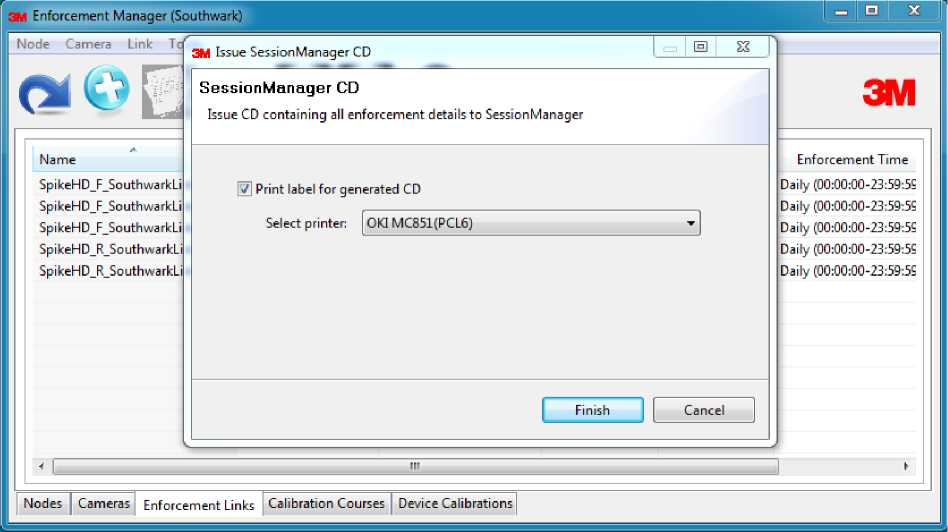 3M Enforcement Manager (Southwark)
Node Camera Link
3M Issue SessionManager CD
SessionManager CD
Issue CD containing all enforcement details to SessionManager
3M
Name
Enforcement Time
SpikeHD_F_SouthwarkLi
Daily (00:00:00-23:59:59
SpikeHD_F_SouthwarkLi
Daily (00:00:00-23:59:59
SpikeHD_F_SouthwarkLi
Daily (00:00:00-23:59:59
SpikeHD_R_SouthwarkLi
Daily (00:00:00-23:59:59
SpikeHD_R_SouthwarkLi
Daily (00:00:00-23:59:59
Print label for generated CD
Select printer: OKI MC851(PCL6)
Finish Cancel
Nodes Cameras Enforcement Links Calibration Courses Device Calibrations